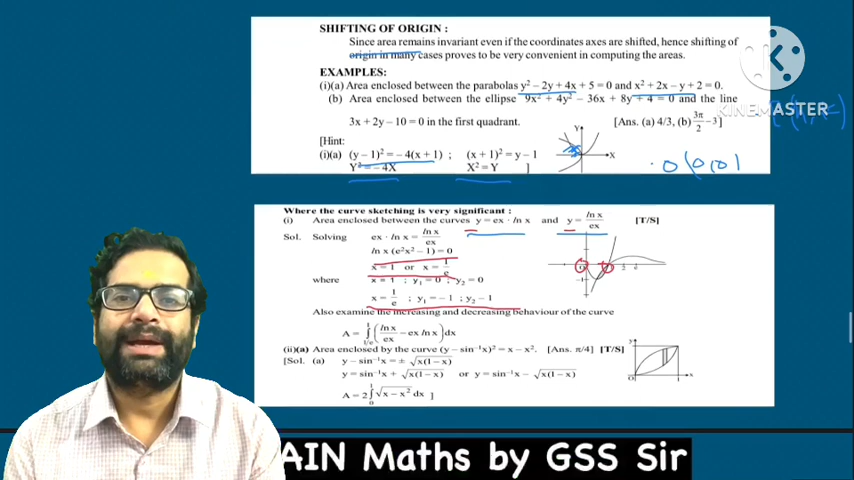 SHIFTING OF ORIGIN :
Since area remains invariant even if the coordinates axes are shifted, hence shifting of
origin in many cases proves to be very convenient in computing the areas.
EXAMPLES:
(i)(a) Area enclosed between the parabolas y² – 2y + 4x + 5 = 0 and x² + 2x – y + 2 = 0.
(b) Area enclosed between the ellipse 9x² + 4y² – 36x + 8y + 4 = 0 and the line
3x + 2y – 10 = 0 in the first quadrant. [Ans. (a) 4/3, (b) 3π/2 – 3]
[Hint:
(i)(a) (y – 1)² = – 4(x + 1) ; (x + 1)² = y – 1
Y² = – 4X X² = Y ]
Y
X
KINEMASTER
Where the curve sketching is very significant :
(i) Area enclosed between the curves y = ex · ln x and y = ln x/ex [T/S]
Sol. Solving ex · ln x = ln x/ex
ln x (e²x² – 1) = 0
x = 1 or x = 1/e
where x = 1 ; y₁ = 0 ; y₂ = 0
x = 1/e ; y₁ = – 1 ; y₂ – 1
Also examine the increasing and decreasing behaviour of the curve
A = ∫1/e^1 (ln x/ex – ex ln x) dx
(ii)(a) Area enclosed by the curve (y – sin⁻¹x)² = x – x². [Ans. π/4] [T/S]
[Sol. (a) y – sin⁻¹x = ± √x(1 – x)
y = sin⁻¹x + √x(1 – x) or y = sin⁻¹x – √x(1 – x)
A = 2∫0^1 √x – x² dx ]
AIN Maths by GSS Sir